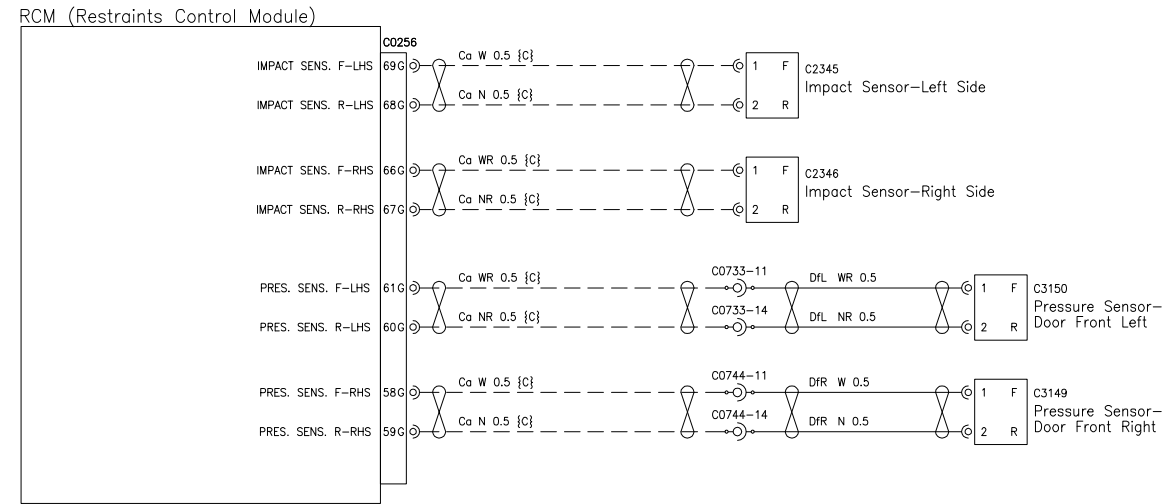 RCM (Restraints Control Module)
C0256
IMPACT SENS. F-LHS 69G Ca W 0.5 {C} 1 F C2345
Impact Sensor-Left Side
IMPACT SENS. R-LHS 68G Ca N 0.5 {C} 2 R
IMPACT SENS. F-RHS 66G Ca WR 0.5 {C} 1 F C2346
Impact Sensor-Right Side
IMPACT SENS. R-RHS 67G Ca NR 0.5 {C} 2 R
PRES. SENS. F-LHS 61G Ca WR 0.5 {C} C0733-11 DfL WR 0.5 1 F C3150
Pressure Sensor-
Door Front Left
PRES. SENS. R-LHS 60G Ca NR 0.5 {C} C0733-14 DfL NR 0.5 2 R
PRES. SENS. F-RHS 58G Ca W 0.5 {C} C0744-11 DfR W 0.5 1 F C3149
Pressure Sensor-
Door Front Right
PRES. SENS. R-RHS 59G Ca N 0.5 {C} C0744-14 DfR N 0.5 2 R